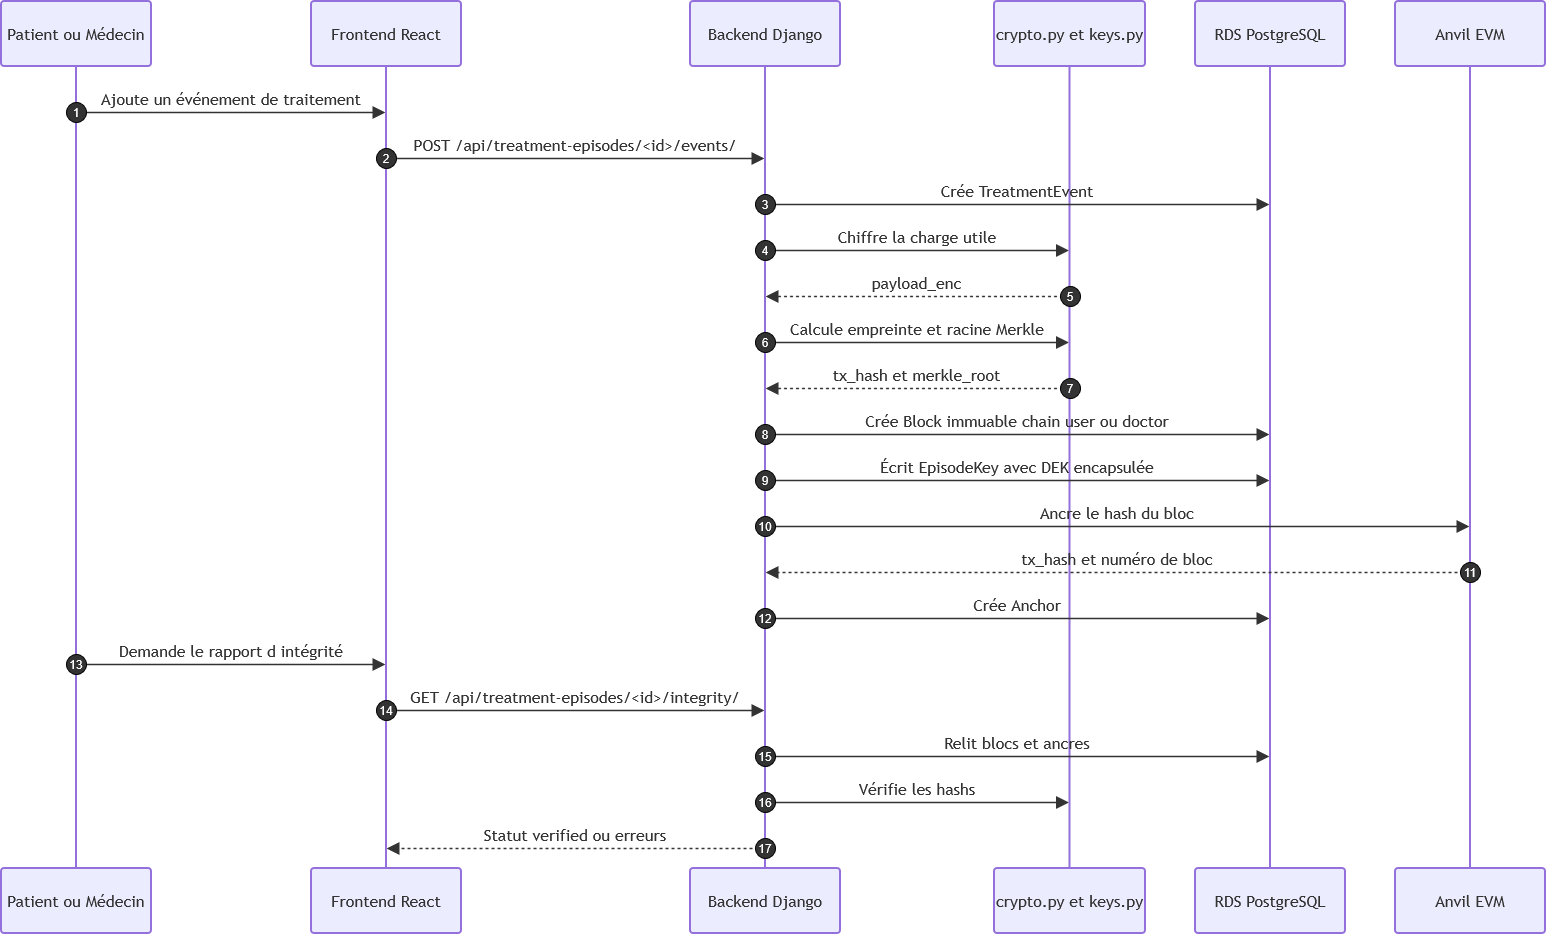 Patient ou Médecin
Frontend React
Backend Django
crypto.py et keys.py
RDS PostgreSQL
Anvil EVM
1
Ajoute un événement de traitement
2
POST /api/treatment-episodes/<id>/events/
3
Crée TreatmentEvent
4
Chiffre la charge utile
payload_enc
5
6
Calcule empreinte et racine Merkle
tx_hash et merkle_root
7
8
Crée Block immuable chain user ou doctor
9
Écrit EpisodeKey avec DEK encapsulée
10
Ancre le hash du bloc
tx_hash et numéro de bloc
11
12
Crée Anchor
13
Demande le rapport d intégrité
14
GET /api/treatment-episodes/<id>/integrity/
15
Relit blocs et ancres
16
Vérifie les hashs
Statut verified ou erreurs
17
Patient ou Médecin
Frontend React
Backend Django
crypto.py et keys.py
RDS PostgreSQL
Anvil EVM